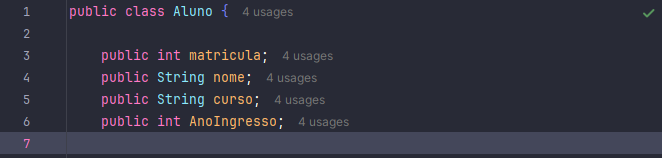 1 public class Aluno { 4 usages
2
3 public int matricula; 4 usages
4 public String nome; 4 usages
5 public String curso; 4 usages
6 public int AnoIngresso; 4 usages
7